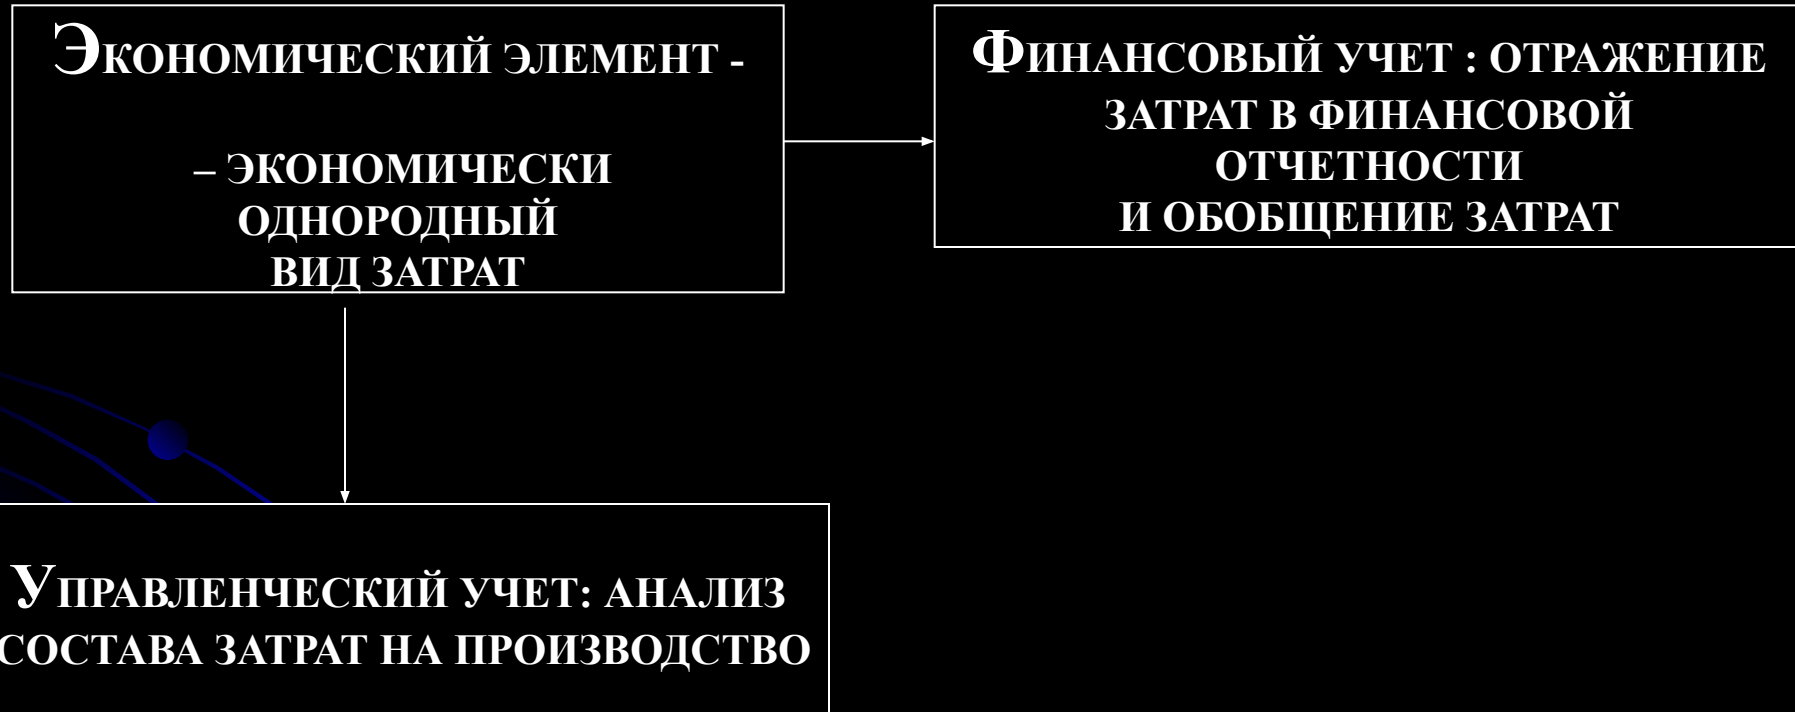 ЭКОНОМИЧЕСКИЙ ЭЛЕМЕНТ -
– ЭКОНОМИЧЕСКИ
ОДНОРОДНЫЙ
ВИД ЗАТРАТ
ФИНАНСОВЫЙ УЧЕТ : ОТРАЖЕНИЕ
ЗАТРАТ В ФИНАНСОВОЙ
ОТЧЕТНОСТИ
И ОБОБЩЕНИЕ ЗАТРАТ
УПРАВЛЕНЧЕСКИЙ УЧЕТ: АНАЛИЗ
СОСТАВА ЗАТРАТ НА ПРОИЗВОДСТВО